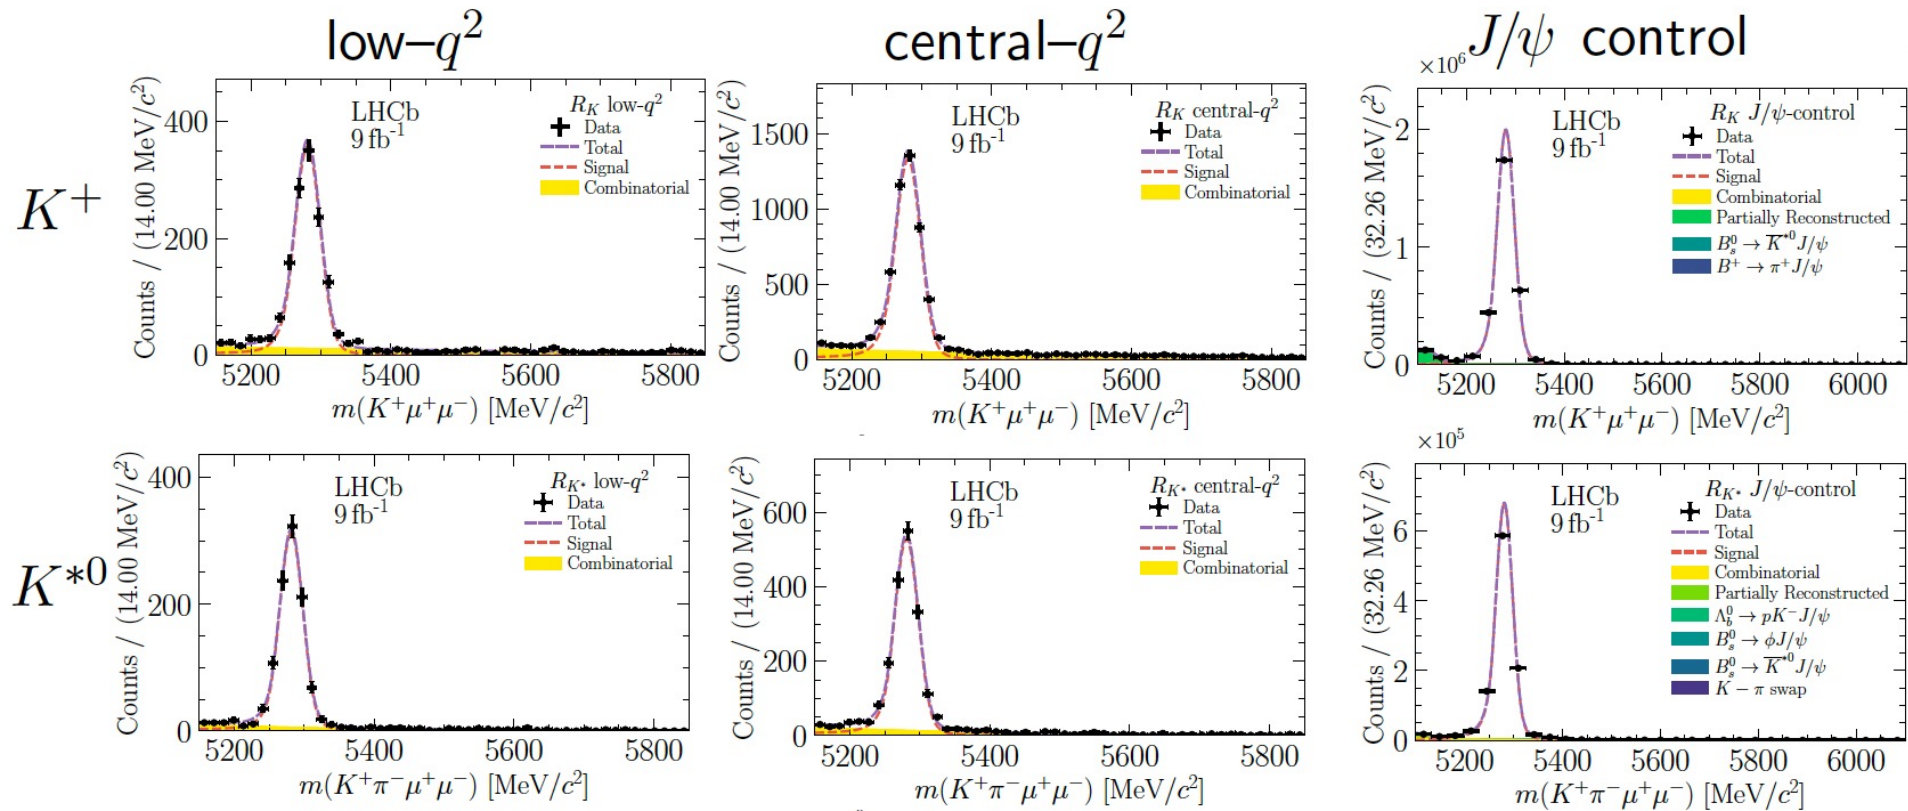 low–q²
central–q²
J/ψ control
K⁺
Counts / (14.00 MeV/c²)
400
200
0
LHCb
9 fb⁻¹
R_K low-q²
Data
Total
Signal
Combinatorial
5200 5400 5600 5800
m(K⁺μ⁺μ⁻) [MeV/c²]
Counts / (14.00 MeV/c²)
1500
1000
500
0
LHCb
9 fb⁻¹
R_K central-q²
Data
Total
Signal
Combinatorial
5200 5400 5600 5800
m(K⁺μ⁺μ⁻) [MeV/c²]
×10⁶
Counts / (32.26 MeV/c²)
2
1
0
LHCb
9 fb⁻¹
R_K J/ψ-control
Data
Total
Signal
Combinatorial
Partially Reconstructed
B_s⁰ → K̅*⁰J/ψ
B⁺ → π⁺J/ψ
5200 5400 5600 5800 6000
m(K⁺μ⁺μ⁻) [MeV/c²]
K*⁰
Counts / (14.00 MeV/c²)
400
200
0
LHCb
9 fb⁻¹
R_K* low-q²
Data
Total
Signal
Combinatorial
5200 5400 5600 5800
m(K⁺π⁻μ⁺μ⁻) [MeV/c²]
Counts / (14.00 MeV/c²)
600
400
200
0
LHCb
9 fb⁻¹
R_K* central-q²
Data
Total
Signal
Combinatorial
5200 5400 5600 5800
m(K⁺π⁻μ⁺μ⁻) [MeV/c²]
×10⁵
Counts / (32.26 MeV/c²)
6
4
2
0
LHCb
9 fb⁻¹
R_K* J/ψ-control
Data
Total
Signal
Combinatorial
Partially Reconstructed
Λ_b⁰ → pK⁻J/ψ
B_s⁰ → φJ/ψ
B_s⁰ → K̅*⁰J/ψ
K − π swap
5200 5400 5600 5800 6000
m(K⁺π⁻μ⁺μ⁻) [MeV/c²]